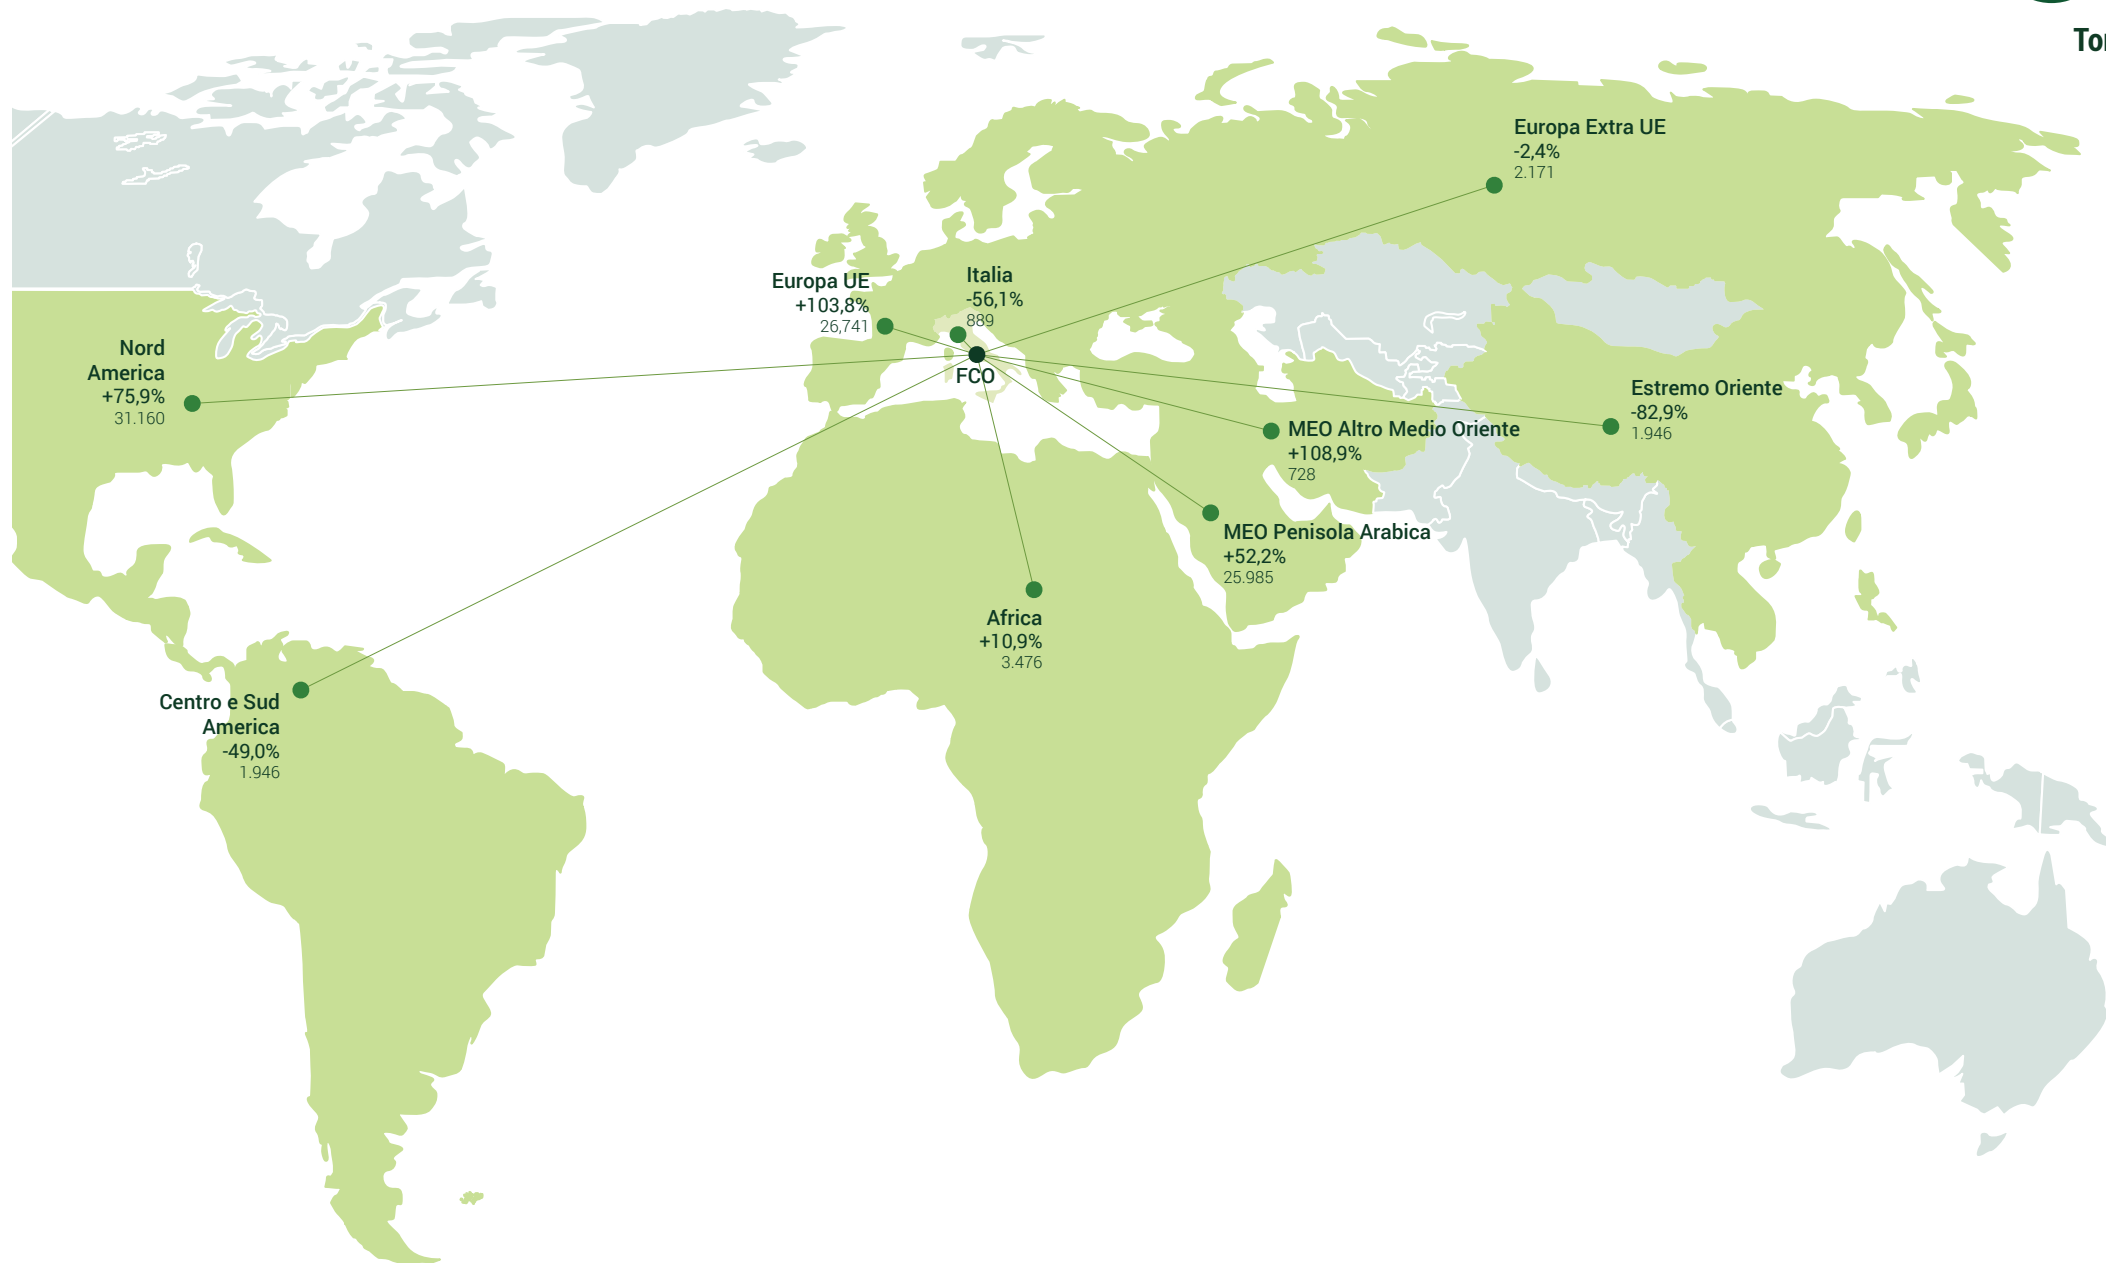 Europa Extra UE
-2,4%
2.171
Europa UE
+103,8%
26,741
Italia
-56,1%
889
FCO
Nord
America
+75,9%
31.160
Estremo Oriente
-82,9%
1.946
MEO Altro Medio Oriente
+108,9%
728
MEO Penisola Arabica
+52,2%
25.985
Africa
+10,9%
3.476
Centro e Sud
America
-49,0%
1.946